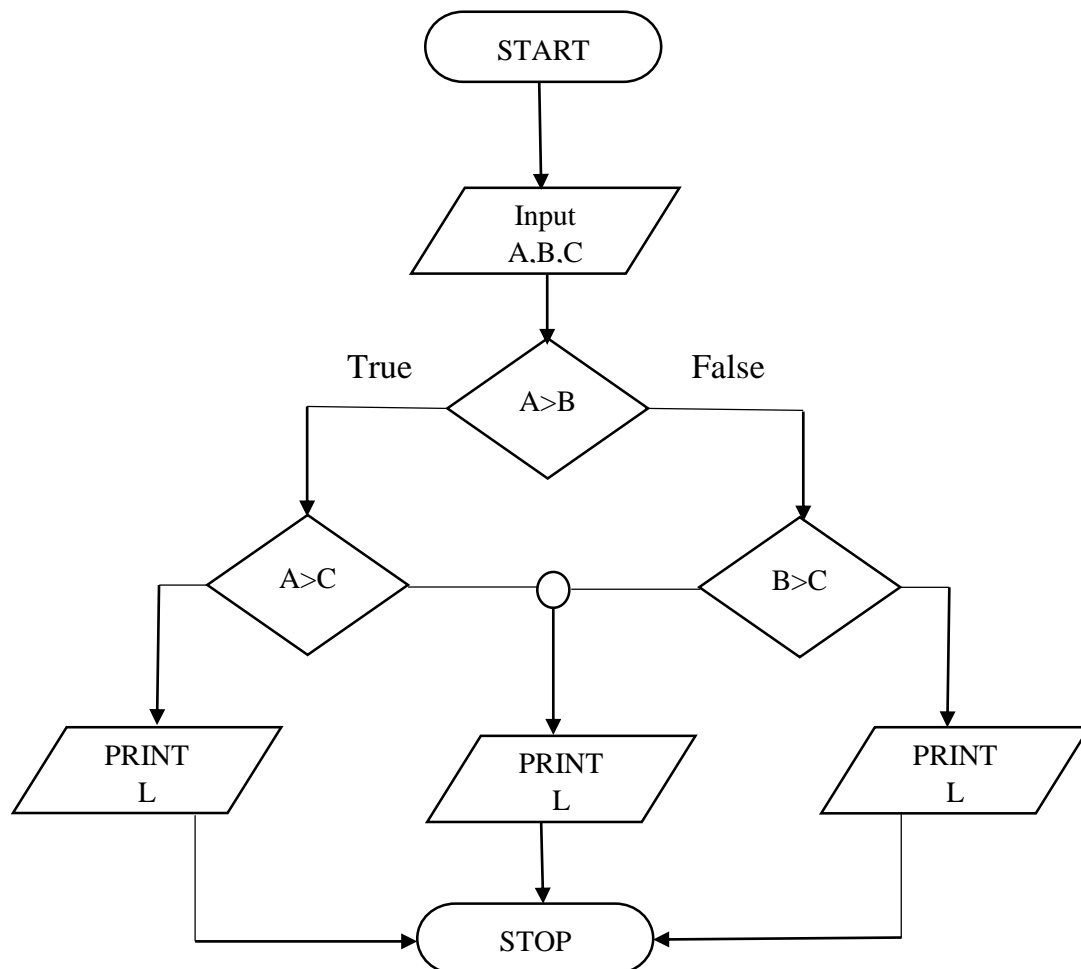 START
Input
A,B,C
True
False
A>B
A>C
B>C
PRINT
L
PRINT
L
PRINT
L
STOP